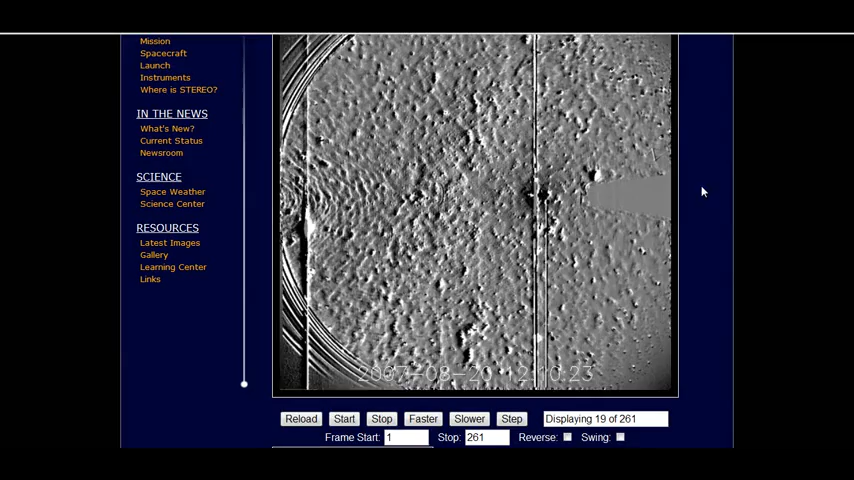 Mission
Spacecraft
Launch
Instruments
Where is STEREO?
IN THE NEWS
What's New?
Current Status
Newsroom
SCIENCE
Space Weather
Science Center
RESOURCES
Latest Images
Gallery
Learning Center
Links
2007-08-20 12:10:23
Reload Start Stop Faster Slower Step Displaying 19 of 261
Frame Start: 1 Stop: 261 Reverse: Swing: